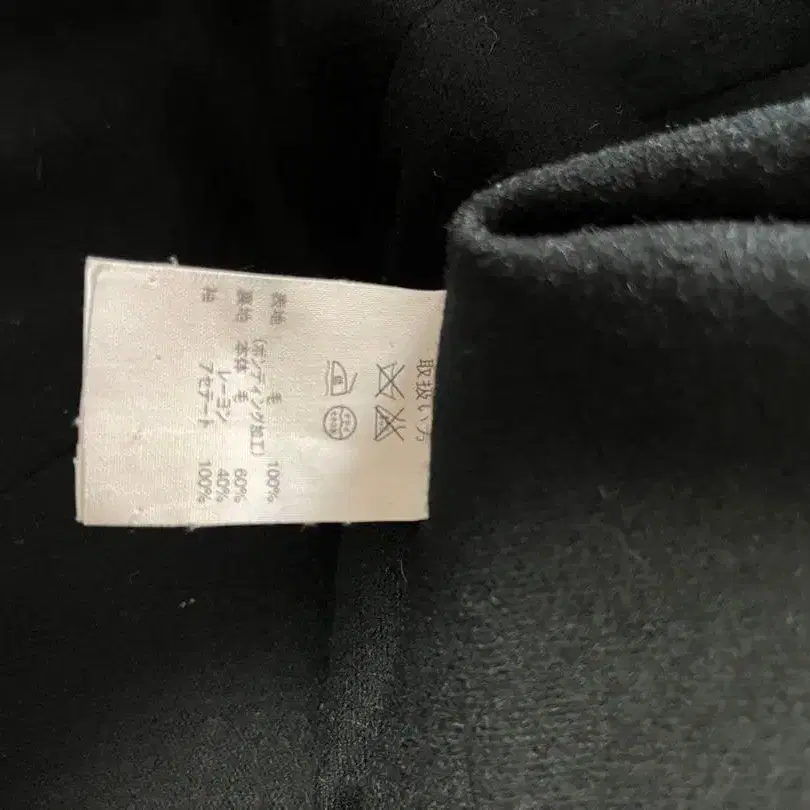 取扱い方
表地 毛 100%
(ボンディング加工)
裏地 本体 毛 60%
レーヨン 40%
袖 アセテート 100%